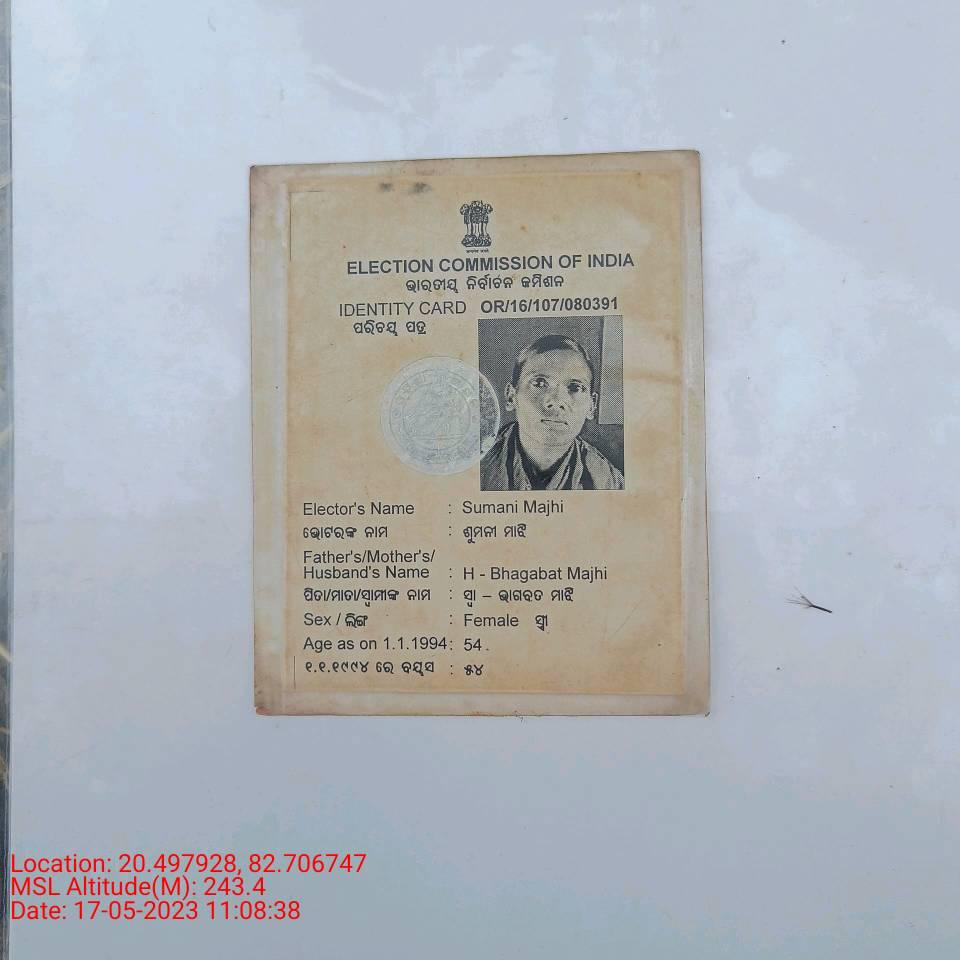 ELECTION COMMISSION OF INDIA
ଭାରତୀୟ ନିର୍ବାଚନ କମିଶନ
IDENTITY CARD OR/16/107/080391
ପରିଚୟ ପତ୍ର
Elector's Name : Sumani Majhi
ଭୋଟରଙ୍କ ନାମ : ଶୁମନୀ ମାଝି
Father's/Mother's/
Husband's Name : H - Bhagabat Majhi
ପିତା/ମାତା/ସ୍ୱାମୀଙ୍କ ନାମ : ସ୍ୱା – ଭାଗବତ ମାଝି
Sex / ଲିଙ୍ଗ : Female ସ୍ତ୍ରୀ
Age as on 1.1.1994 : 54
୧.୧.୧୯୯୪ ରେ ବୟସ : ୫୪
Location: 20.497928, 82.706747
MSL Altitude(M): 243.4
Date: 17-05-2023 11:08:38